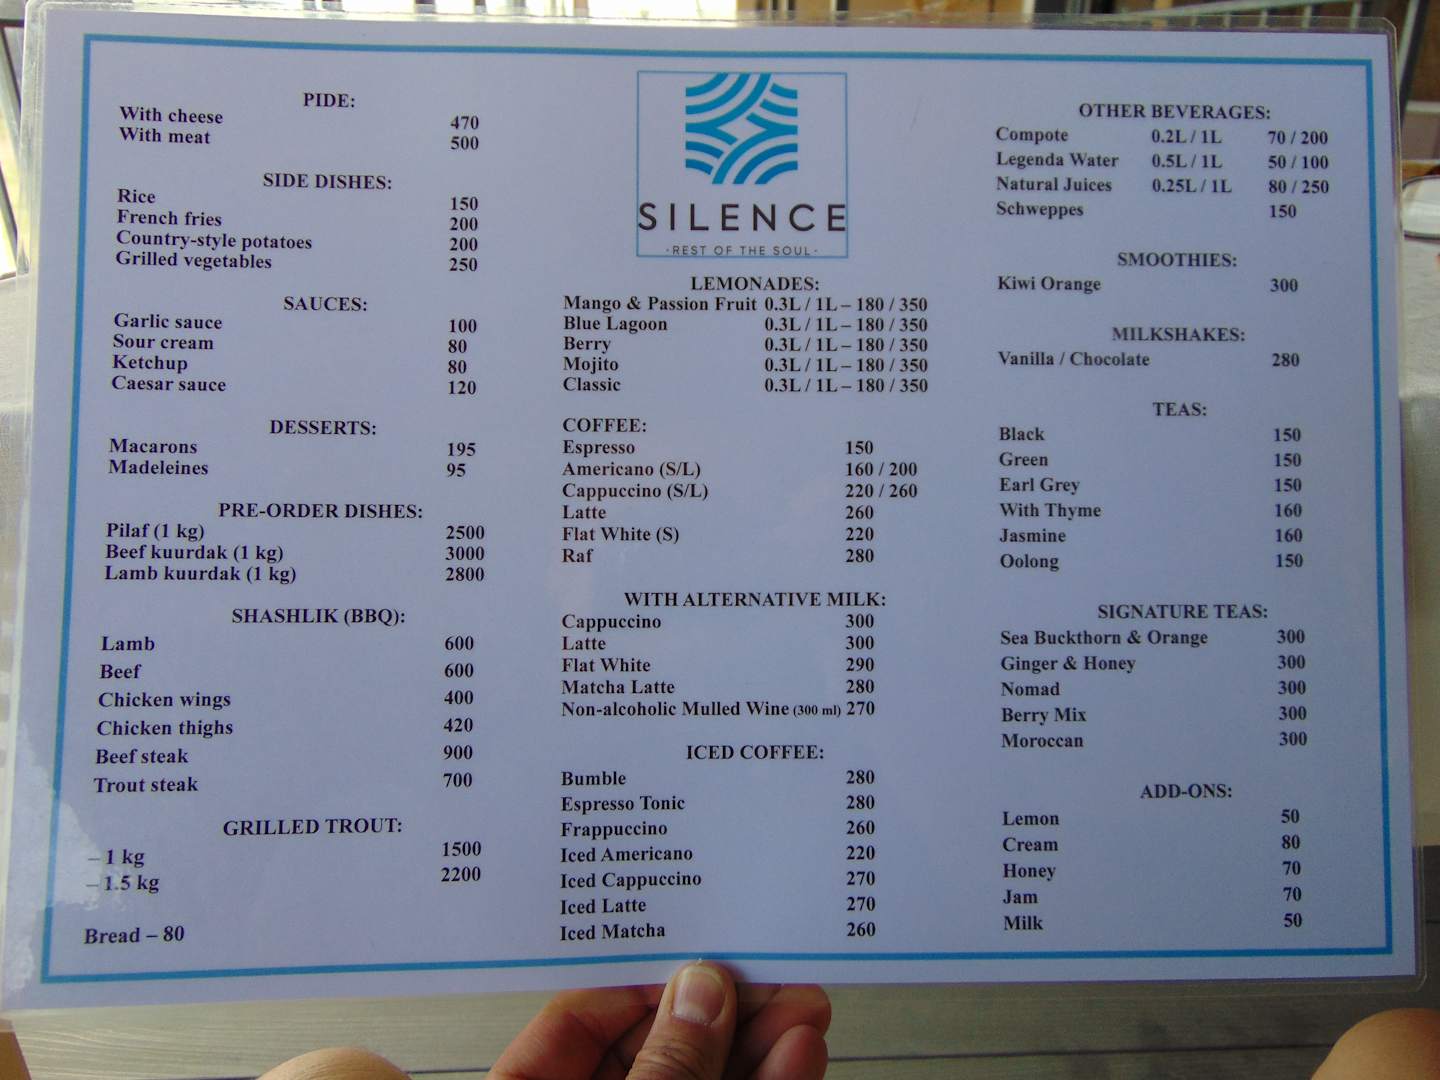 PIDE:
With cheese 470
With meat 500
SIDE DISHES:
Rice 150
French fries 200
Country-style potatoes 200
Grilled vegetables 250
SAUCES:
Garlic sauce 100
Sour cream 80
Ketchup 80
Caesar sauce 120
DESSERTS:
Macarons 195
Madeleines 95
PRE-ORDER DISHES:
Pilaf (1 kg) 2500
Beef kuurdak (1 kg) 3000
Lamb kuurdak (1 kg) 2800
SHASHLIK (BBQ):
Lamb 600
Beef 600
Chicken wings 400
Chicken thighs 420
Beef steak 900
Trout steak 700
GRILLED TROUT:
– 1 kg 1500
– 1.5 kg 2200
Bread – 80
SILENCE
·REST OF THE SOUL·
LEMONADES:
Mango & Passion Fruit 0.3L / 1L – 180 / 350
Blue Lagoon 0.3L / 1L – 180 / 350
Berry 0.3L / 1L – 180 / 350
Mojito 0.3L / 1L – 180 / 350
Classic 0.3L / 1L – 180 / 350
COFFEE:
Espresso 150
Americano (S/L) 160 / 200
Cappuccino (S/L) 220 / 260
Latte 260
Flat White (S) 220
Raf 280
WITH ALTERNATIVE MILK:
Cappuccino 300
Latte 300
Flat White 290
Matcha Latte 280
Non-alcoholic Mulled Wine (300 ml) 270
ICED COFFEE:
Bumble 280
Espresso Tonic 280
Frappuccino 260
Iced Americano 220
Iced Cappuccino 270
Iced Latte 270
Iced Matcha 260
OTHER BEVERAGES:
Compote 0.2L / 1L 70 / 200
Legenda Water 0.5L / 1L 50 / 100
Natural Juices 0.25L / 1L 80 / 250
Schweppes 150
SMOOTHIES:
Kiwi Orange 300
MILKSHAKES:
Vanilla / Chocolate 280
TEAS:
Black 150
Green 150
Earl Grey 150
With Thyme 160
Jasmine 160
Oolong 150
SIGNATURE TEAS:
Sea Buckthorn & Orange 300
Ginger & Honey 300
Nomad 300
Berry Mix 300
Moroccan 300
ADD-ONS:
Lemon 50
Cream 80
Honey 70
Jam 70
Milk 50